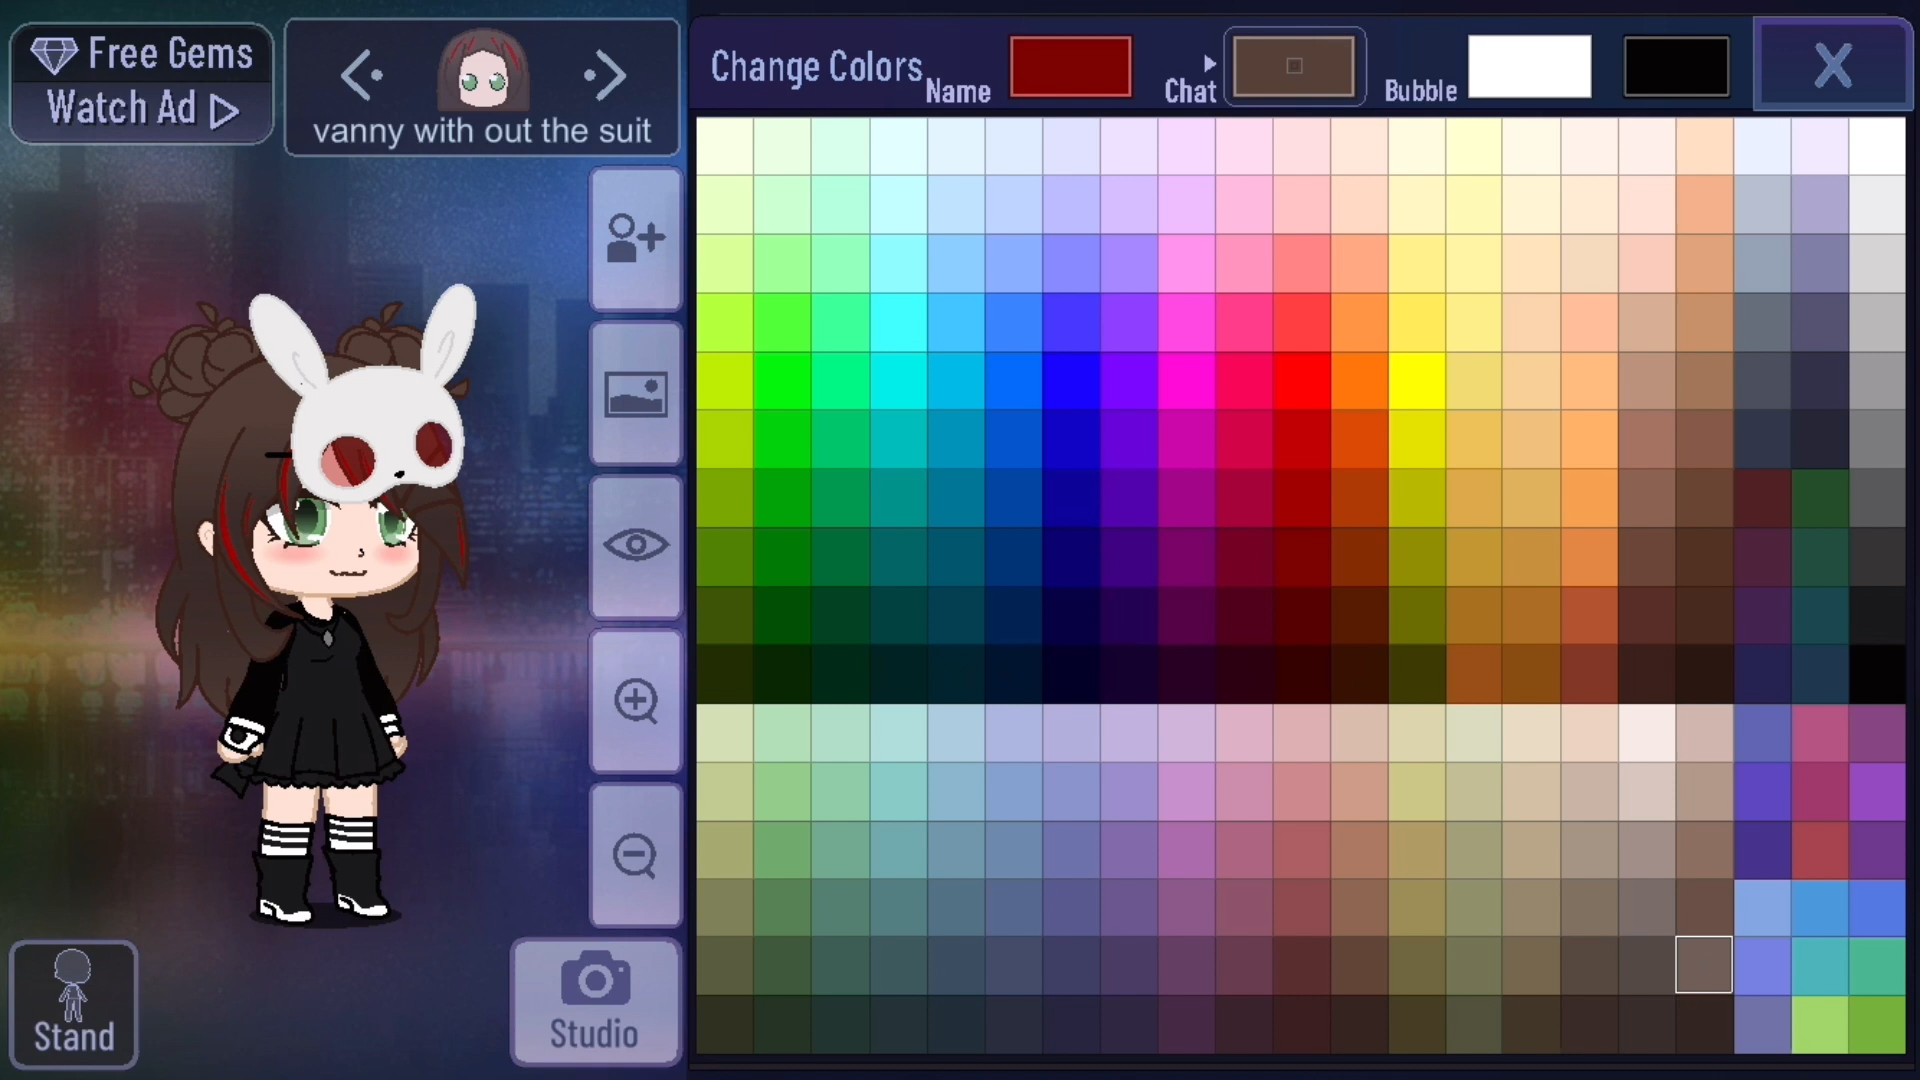 Free Gems
Watch Ad
vanny with out the suit
Change Colors
Name
Chat
Bubble
X
Stand
Studio